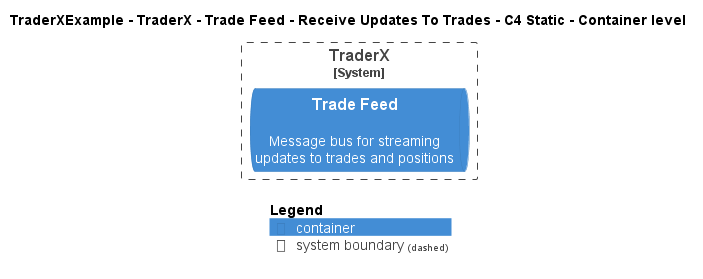 TraderXExample - TraderX - Trade Feed - Receive Updates To Trades - C4 Static - Container level
TraderX
[System]
Trade Feed
Message bus for streaming
updates to trades and positions
Legend
container
system boundary (dashed)